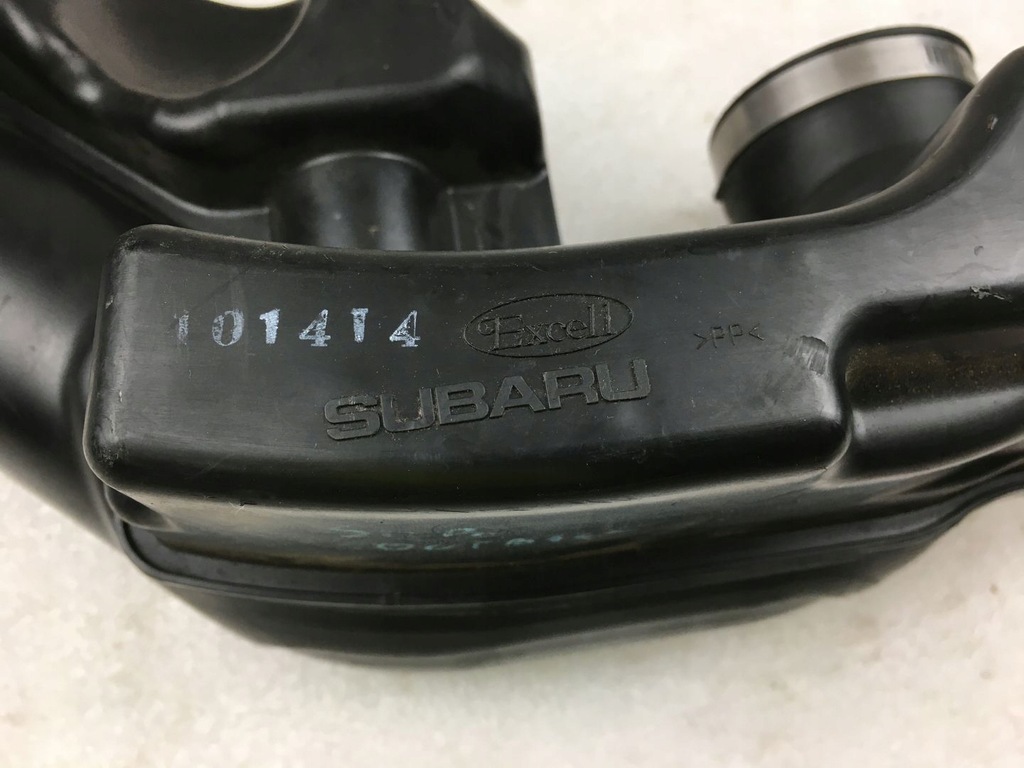 101414
Excell
>PP<
SUBARU